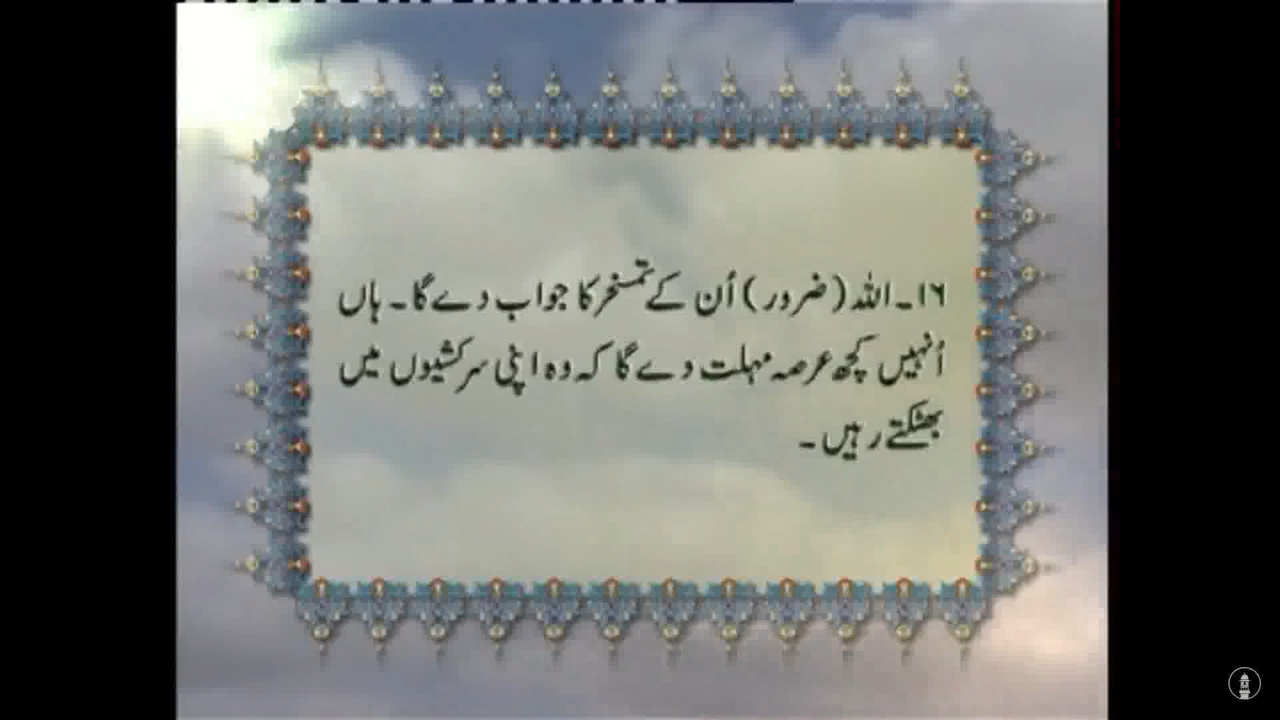 ۱۶۔ اللہ (ضرور) اُن کے تمسخر کا جواب دے گا۔ ہاں
اُنہیں کچھ عرصہ مہلت دے گا کہ وہ اپنی سرکشیوں میں
بھٹکتے رہیں۔